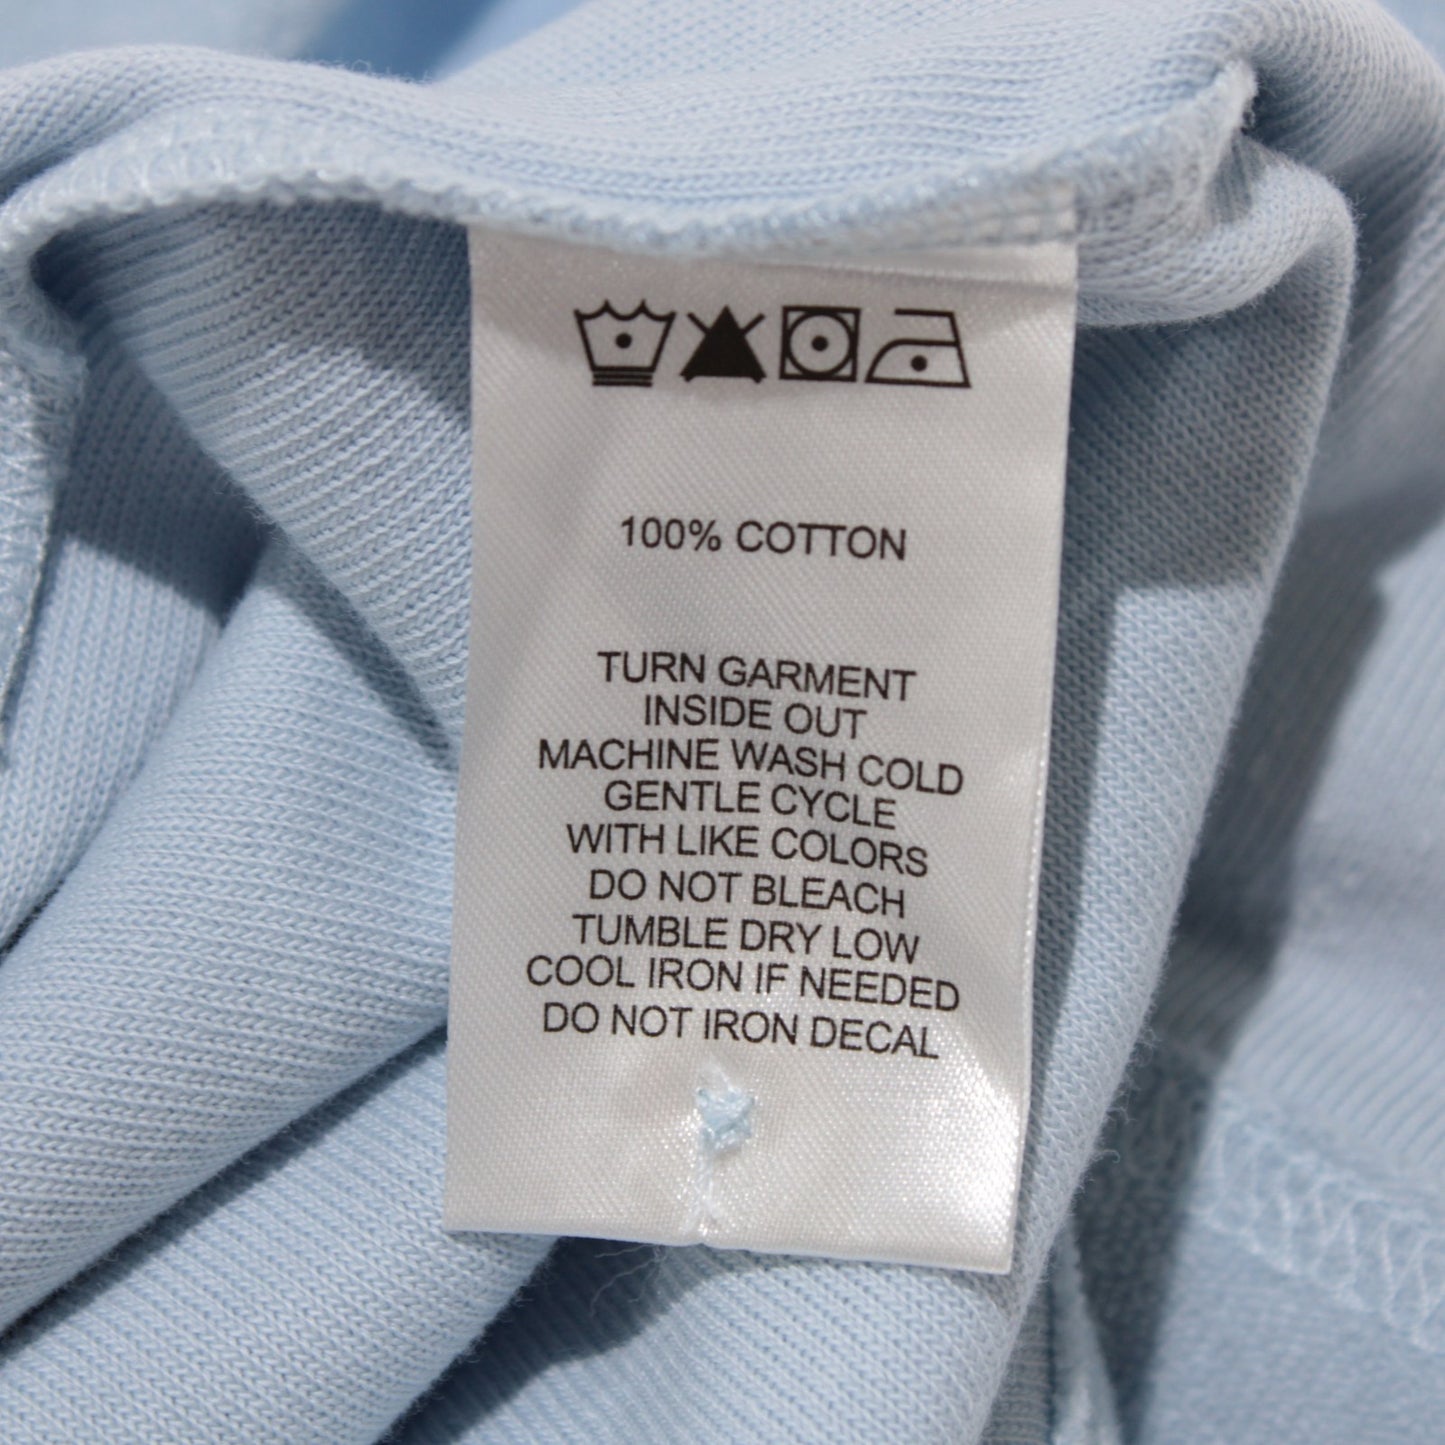 100% COTTON
TURN GARMENT
INSIDE OUT
MACHINE WASH COLD
GENTLE CYCLE
WITH LIKE COLORS
DO NOT BLEACH
TUMBLE DRY LOW
COOL IRON IF NEEDED
DO NOT IRON DECAL